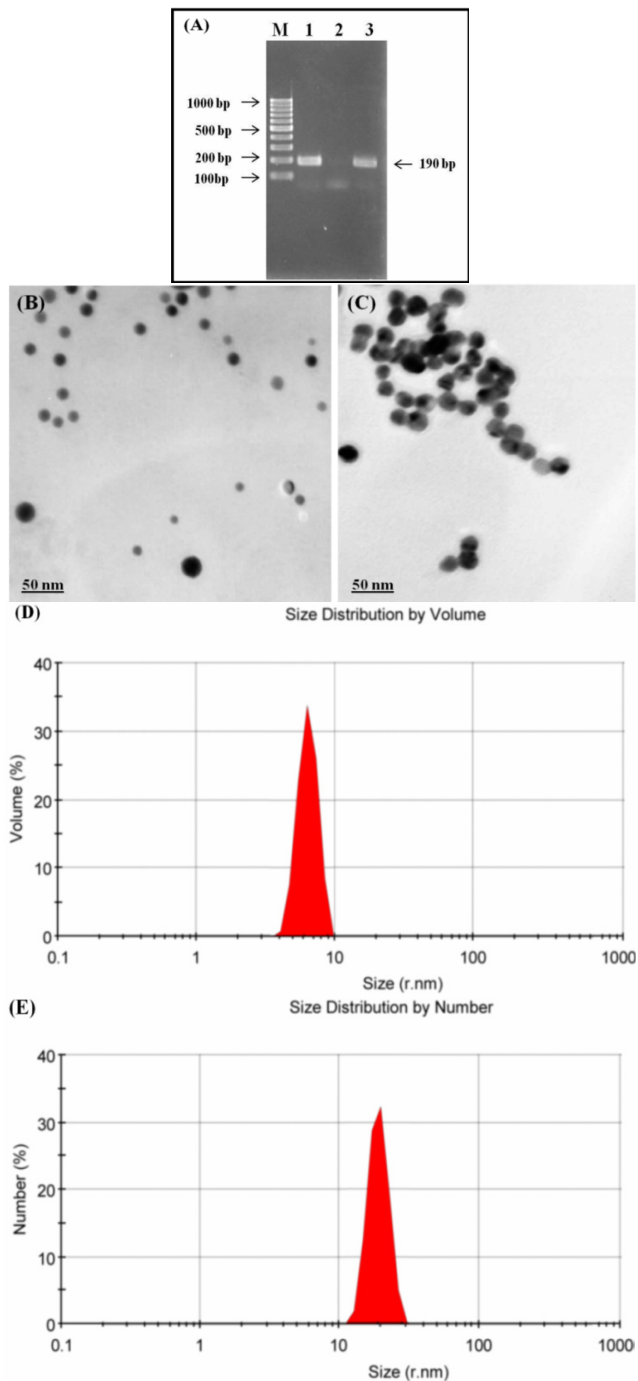 (A)
M 1 2 3
1000 bp
500 bp
200 bp
100bp
190 bp
(B)
50 nm
(C)
50 nm
(D)
Size Distribution by Volume
Volume (%)
40
30
20
10
0
0.1 1 10 100 1000
Size (r.nm)
(E)
Size Distribution by Number
Number (%)
40
30
20
10
0
0.1 1 10 100 1000
Size (r.nm)